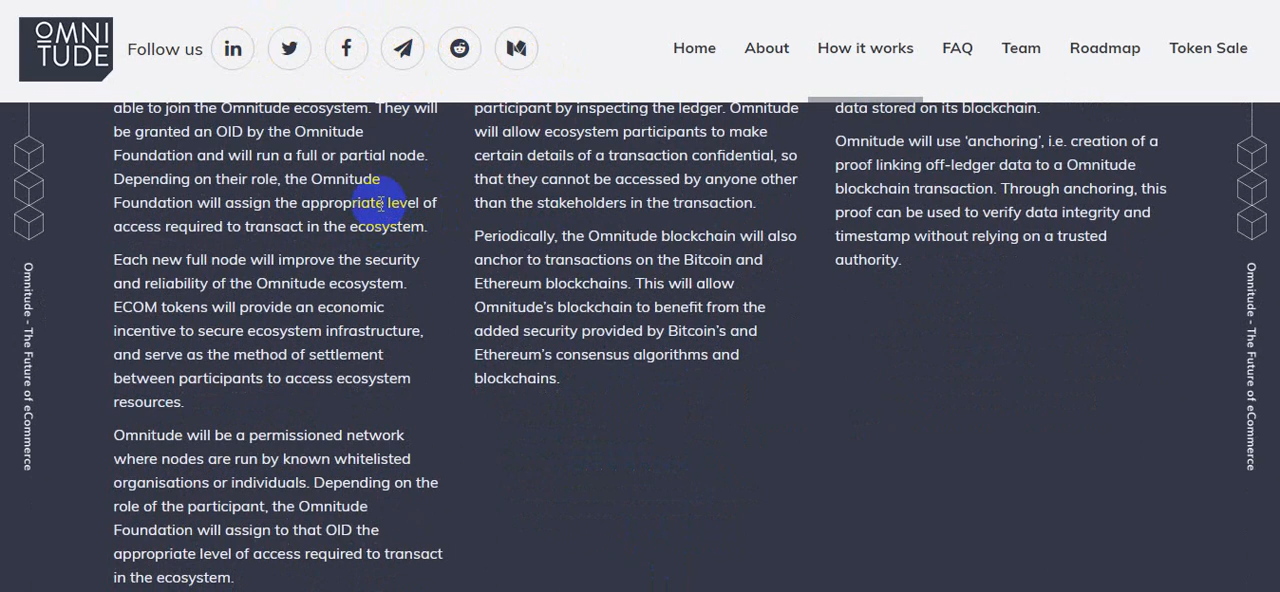 OMNI
TUDE
Follow us
Home
About
How it works
FAQ
Team
Roadmap
Token Sale
able to join the Omnitude ecosystem. They will
be granted an OID by the Omnitude
Foundation and will run a full or partial node.
Depending on their role, the Omnitude
Foundation will assign the appropriate level of
access required to transact in the ecosystem.
Each new full node will improve the security
and reliability of the Omnitude ecosystem.
ECOM tokens will provide an economic
incentive to secure ecosystem infrastructure,
and serve as the method of settlement
between participants to access ecosystem
resources.
Omnitude will be a permissioned network
where nodes are run by known whitelisted
organisations or individuals. Depending on the
role of the participant, the Omnitude
Foundation will assign to that OID the
appropriate level of access required to transact
in the ecosystem.
participant by inspecting the ledger. Omnitude
will allow ecosystem participants to make
certain details of a transaction confidential, so
that they cannot be accessed by anyone other
than the stakeholders in the transaction.
Periodically, the Omnitude blockchain will also
anchor to transactions on the Bitcoin and
Ethereum blockchains. This will allow
Omnitude's blockchain to benefit from the
added security provided by Bitcoin's and
Ethereum's consensus algorithms and
blockchains.
data stored on its blockchain.
Omnitude will use ‘anchoring’, i.e. creation of a
proof linking off-ledger data to a Omnitude
blockchain transaction. Through anchoring, this
proof can be used to verify data integrity and
timestamp without relying on a trusted
authority.
Omnitude - The Future of eCommerce
Omnitude - The Future of eCommerce